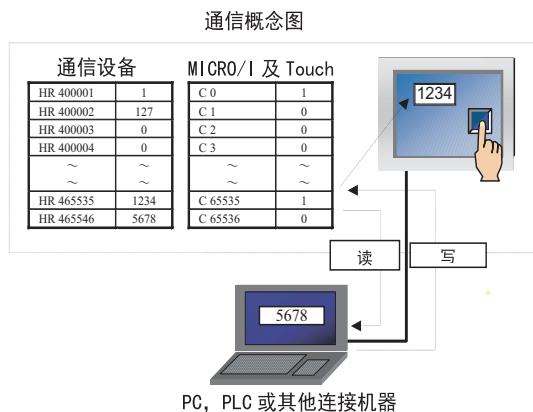 通信概念图
通信设备 MICRO/I 及 Touch
HR 400001 1 C 0 1
HR 400002 127 C 1 0
HR 400003 0 C 2 0
HR 400004 0 C 3 0
～ ～ ～ ～
～ ～ ～ ～
HR 465535 1234 C 65535 1
HR 465546 5678 C 65536 0
1234
读 写
5678
PC, PLC 或其他连接机器